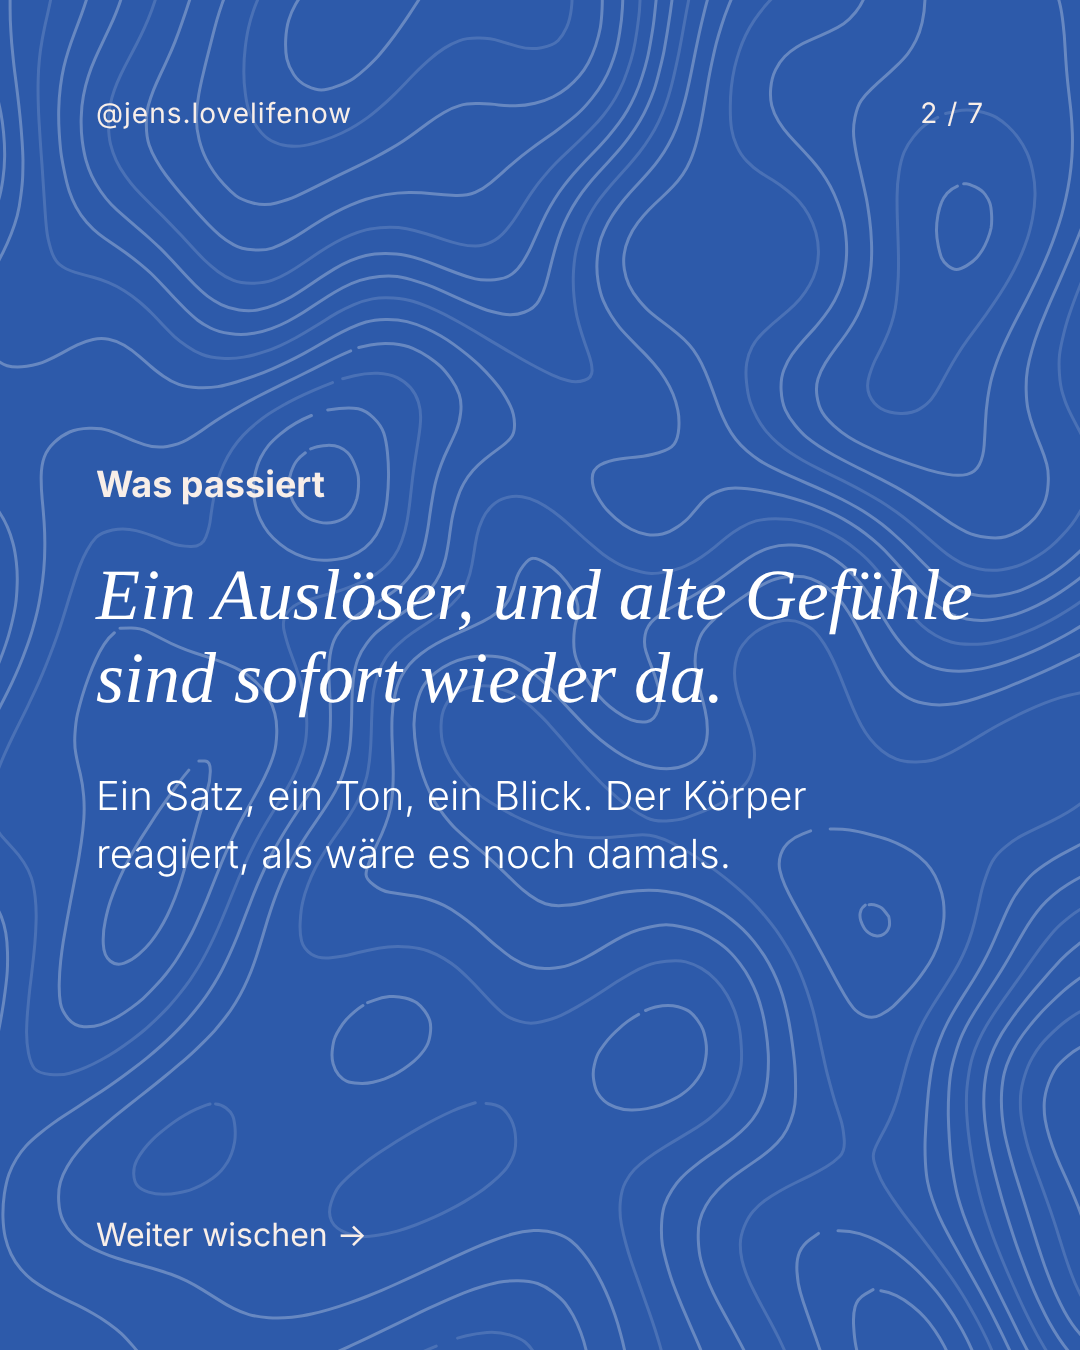 @jens.lovelifenow
2 / 7
Was passiert
Ein Auslöser, und alte Gefühle
sind sofort wieder da.
Ein Satz, ein Ton, ein Blick. Der Körper
reagiert, als wäre es noch damals.
Weiter wischen →